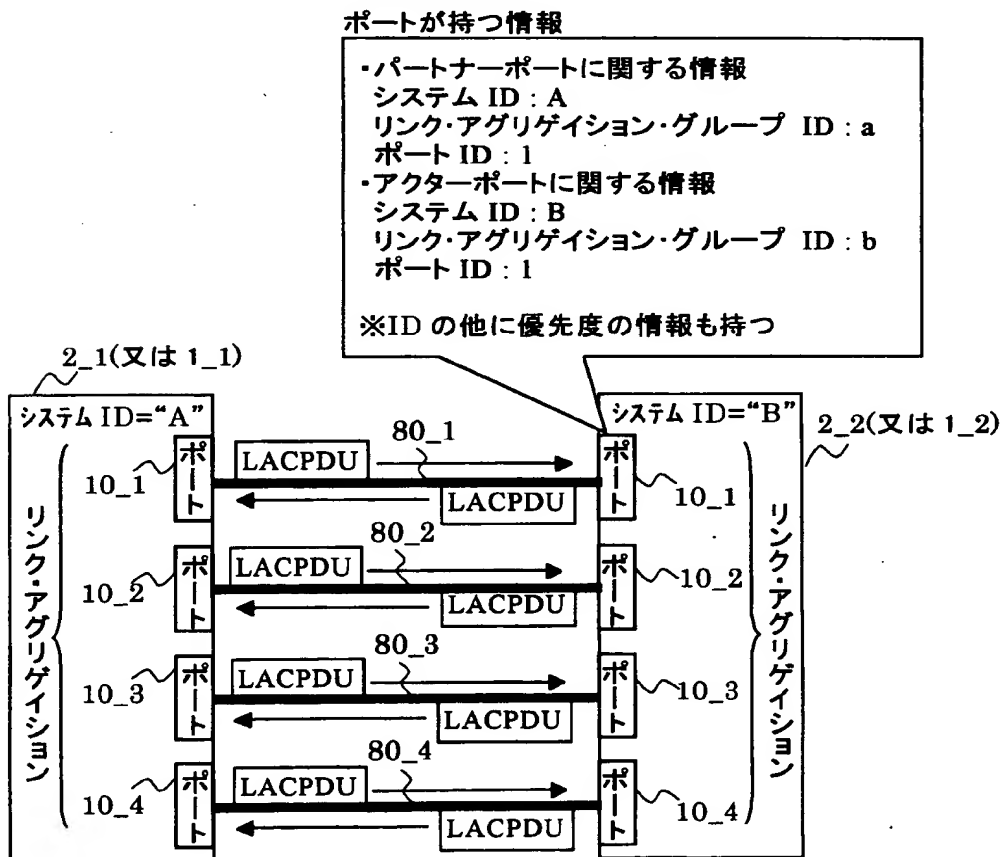 ポートが持つ情報
・パートナーポートに関する情報
システム ID : A
リンク・アグリゲイション・グループ ID : a
ポート ID : 1
・アクターポートに関する情報
システム ID : B
リンク・アグリゲイション・グループ ID : b
ポート ID : 1
※ID の他に優先度の情報も持つ
2_1(又は 1_1)
システム ID=“A”
システム ID=“B”
2_2(又は 1_2)
リンク・アグリゲイション
10_1
ポート
LACPDU
80_1
LACPDU
ポート
10_1
10_2
ポート
LACPDU
80_2
LACPDU
ポート
10_2
10_3
ポート
LACPDU
80_3
LACPDU
ポート
10_3
10_4
ポート
LACPDU
80_4
LACPDU
ポート
10_4
リンク・アグリゲイション